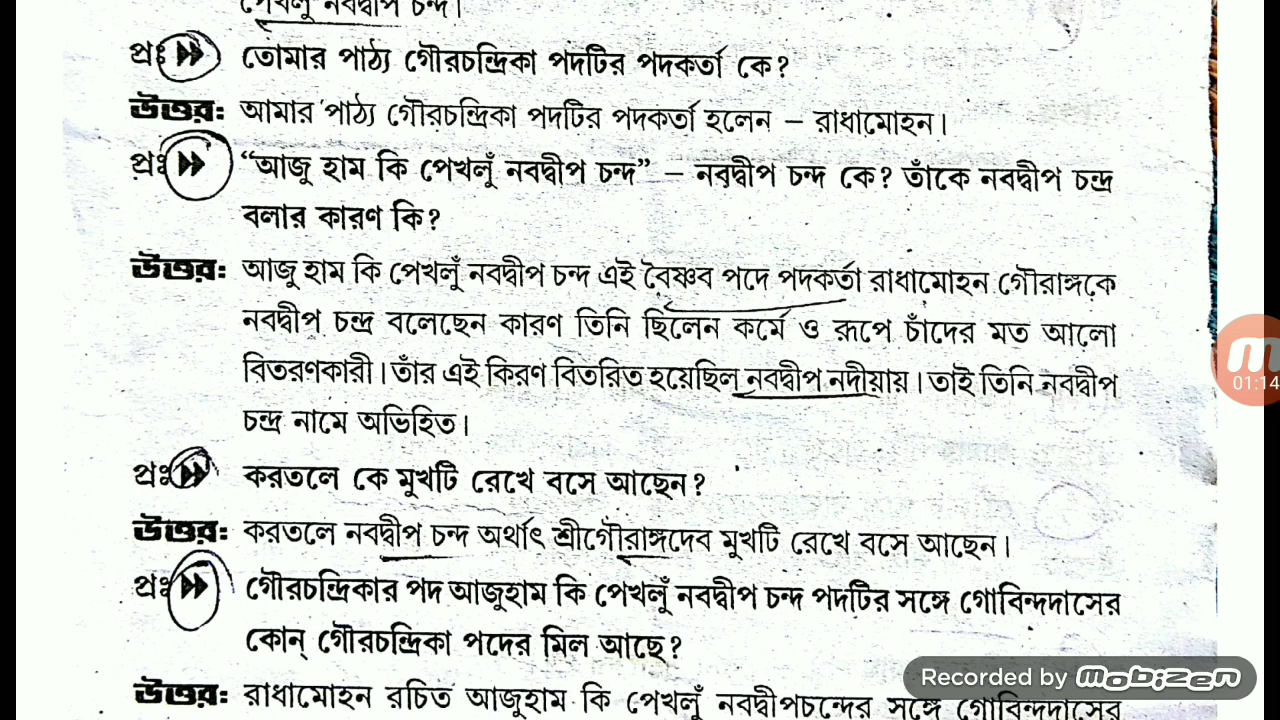 পেখলুঁ নবদ্বীপ চন্দ।
প্রঃ তোমার পাঠ্য গৌরচন্দ্রিকা পদটির পদকর্তা কে?
উত্তর: আমার পাঠ্য গৌরচন্দ্রিকা পদটির পদকর্তা হলেন – রাধামোহন।
প্রঃ “আজু হাম কি পেখলুঁ নবদ্বীপ চন্দ” – নবদ্বীপ চন্দ কে? তাঁকে নবদ্বীপ চন্দ্র
বলার কারণ কি?
উত্তর: আজু হাম কি পেখলুঁ নবদ্বীপ চন্দ এই বৈষ্ণব পদে পদকর্তা রাধামোহন গৌরাঙ্গকে
নবদ্বীপ চন্দ্র বলেছেন কারণ তিনি ছিলেন কর্মে ও রূপে চাঁদের মত আলো
বিতরণকারী। তাঁর এই কিরণ বিতরিত হয়েছিল নবদ্বীপ নদীয়ায়। তাই তিনি নবদ্বীপ
চন্দ্র নামে অভিহিত।
প্রঃ করতলে কে মুখটি রেখে বসে আছেন?
উত্তর: করতলে নবদ্বীপ চন্দ অর্থাৎ শ্রীগৌরাঙ্গদেব মুখটি রেখে বসে আছেন।
প্রঃ গৌরচন্দ্রিকার পদ আজুহাম কি পেখলুঁ নবদ্বীপ চন্দ পদটির সঙ্গে গোবিন্দদাসের
কোন্ গৌরচন্দ্রিকা পদের মিল আছে?
উত্তর: রাধামোহন রচিত আজুহাম কি পেখলুঁ নবদ্বীপচন্দের সঙ্গে গোবিন্দদাসের
01:14
Recorded by mobizen